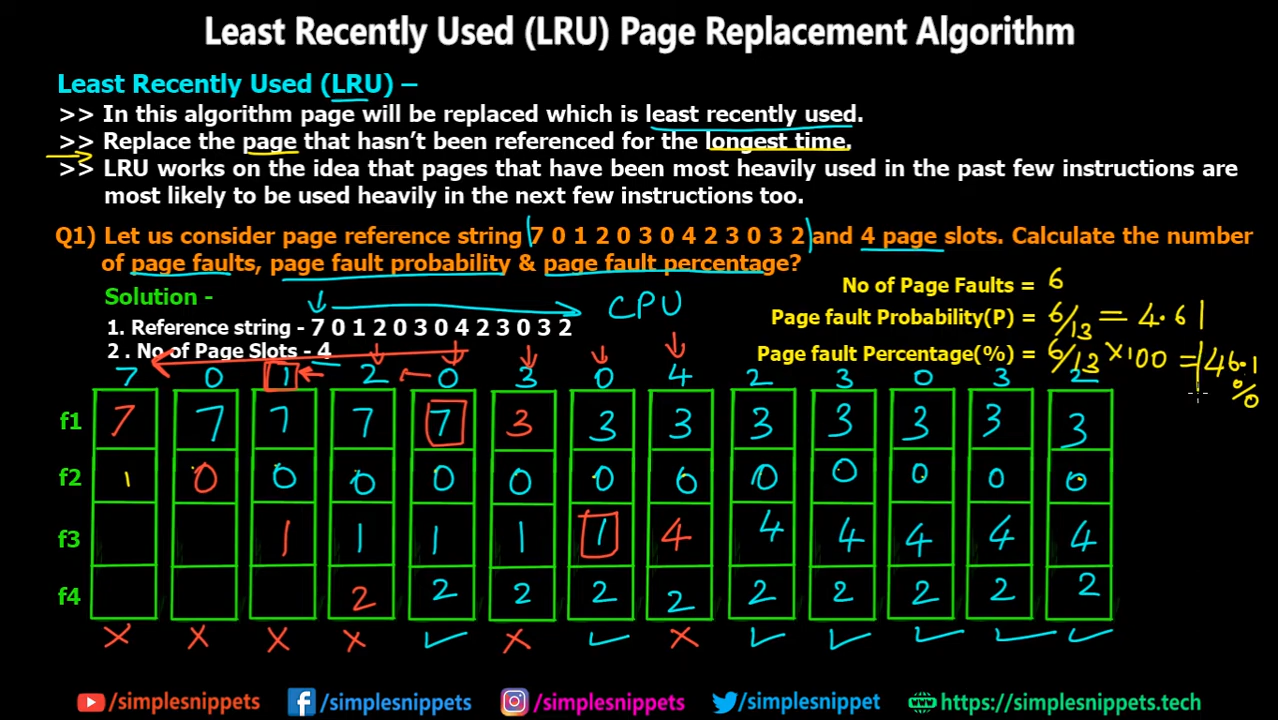 Least Recently Used (LRU) Page Replacement Algorithm
Least Recently Used (LRU) –
>> In this algorithm page will be replaced which is least recently used.
>> Replace the page that hasn’t been referenced for the longest time.
>> LRU works on the idea that pages that have been most heavily used in the past few instructions are
most likely to be used heavily in the next few instructions too.
Q1) Let us consider page reference string 7 0 1 2 0 3 0 4 2 3 0 3 2 and 4 page slots. Calculate the number
of page faults, page fault probability & page fault percentage?
Solution -
CPU
No of Page Faults = 6
1. Reference string - 7 0 1 2 0 3 0 4 2 3 0 3 2
Page fault Probability(P) = 6/13 = 4.61
2 . No of Page Slots - 4
Page fault Percentage(%) = 6/13 ×100 = 46.1 %
7 0 1 2 0 3 0 4 2 3 0 3 2
f1 7 7 7 7 7 3 3 3 3 3 3 3 3
f2 0 0 0 0 0 0 0 0 0 0 0 0
f3 1 1 1 1 1 4 4 4 4 4 4
f4 2 2 2 2 2 2 2 2 2 2
/simplesnippets /simplesnippets /simplesnippets /simplesnippets https://simplesnippets.tech